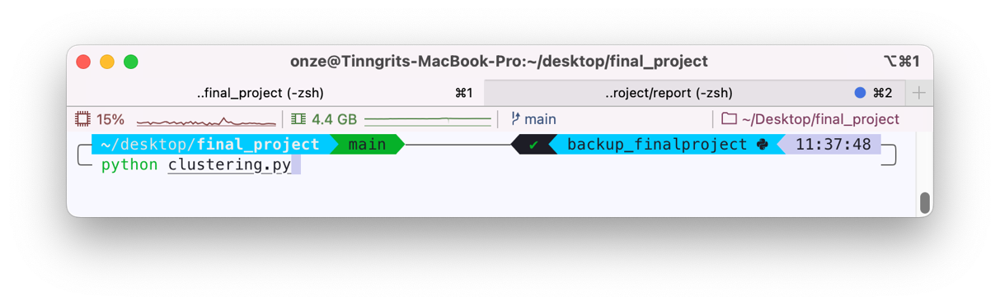 onze@Tinngrits-MacBook-Pro:~/desktop/final_project ⌥⌘1
..final_project (-zsh) ⌘1 ..roject/report (-zsh) ⌘2
15% 4.4 GB main ~/Desktop/final_project
~/desktop/final_project main ✔ backup_finalproject 11:37:48
python clustering.py